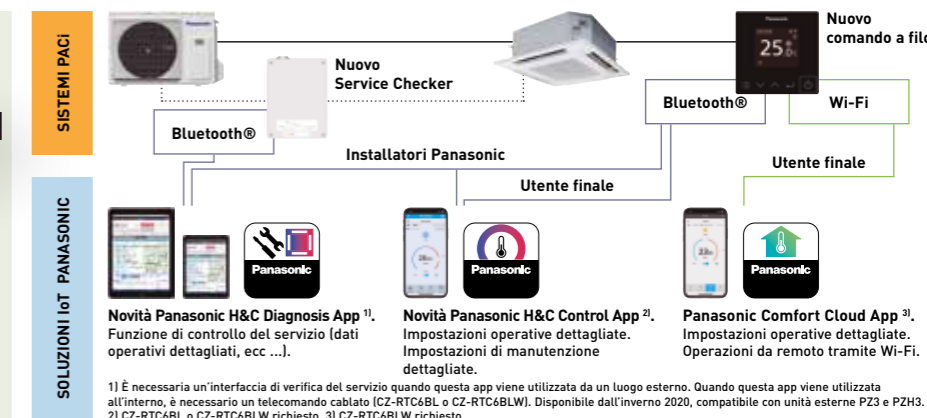 SISTEMI PACi
Panasonic
Panasonic
Nuovo
comando a filo
Nuovo
Service Checker
Bluetooth®
Bluetooth®
Wi-Fi
Installatori Panasonic
Utente finale
Utente finale
SOLUZIONI IoT PANASONIC
Panasonic
Panasonic
Panasonic
Novità Panasonic H&C Diagnosis App 1).
Funzione di controllo del servizio (dati
operativi dettagliati, ecc ...).
Novità Panasonic H&C Control App 2).
Impostazioni operative dettagliate.
Impostazioni di manutenzione
dettagliate.
Panasonic Comfort Cloud App 3).
Impostazioni operative dettagliate.
Operazioni da remoto tramite Wi-Fi.
1) È necessaria un'interfaccia di verifica del servizio quando questa app viene utilizzata da un luogo esterno. Quando questa app viene utilizzata
all'interno, è necessario un telecomando cablato (CZ-RTC6BL o CZ-RTC6BLW). Disponibile dall'inverno 2020, compatibile con unità esterne PZ3 e PZH3.
2) CZ-RTC6BL o CZ-RTC6BLW richiesto. 3) CZ-RTC6BLW richiesto.